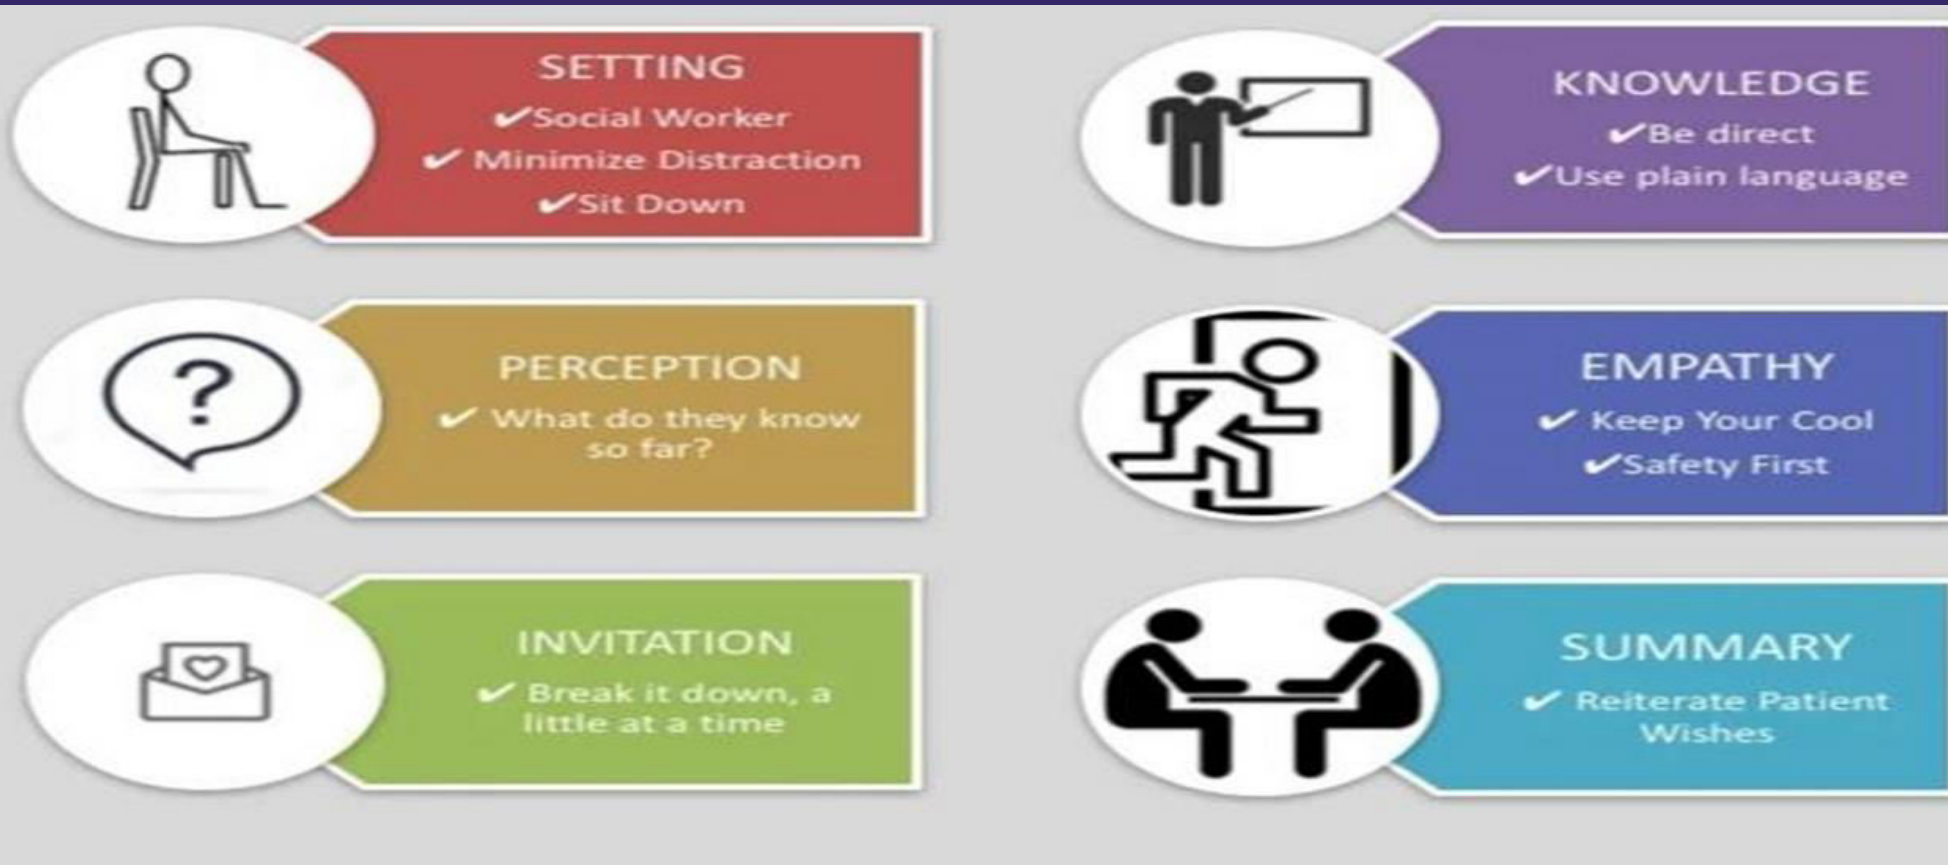 SETTING
✔Social Worker
✔ Minimize Distraction
✔Sit Down
PERCEPTION
✔ What do they know
so far?
INVITATION
✔ Break it down, a
little at a time
KNOWLEDGE
✔Be direct
✔Use plain language
EMPATHY
✔ Keep Your Cool
✔Safety First
SUMMARY
✔ Reiterate Patient
Wishes